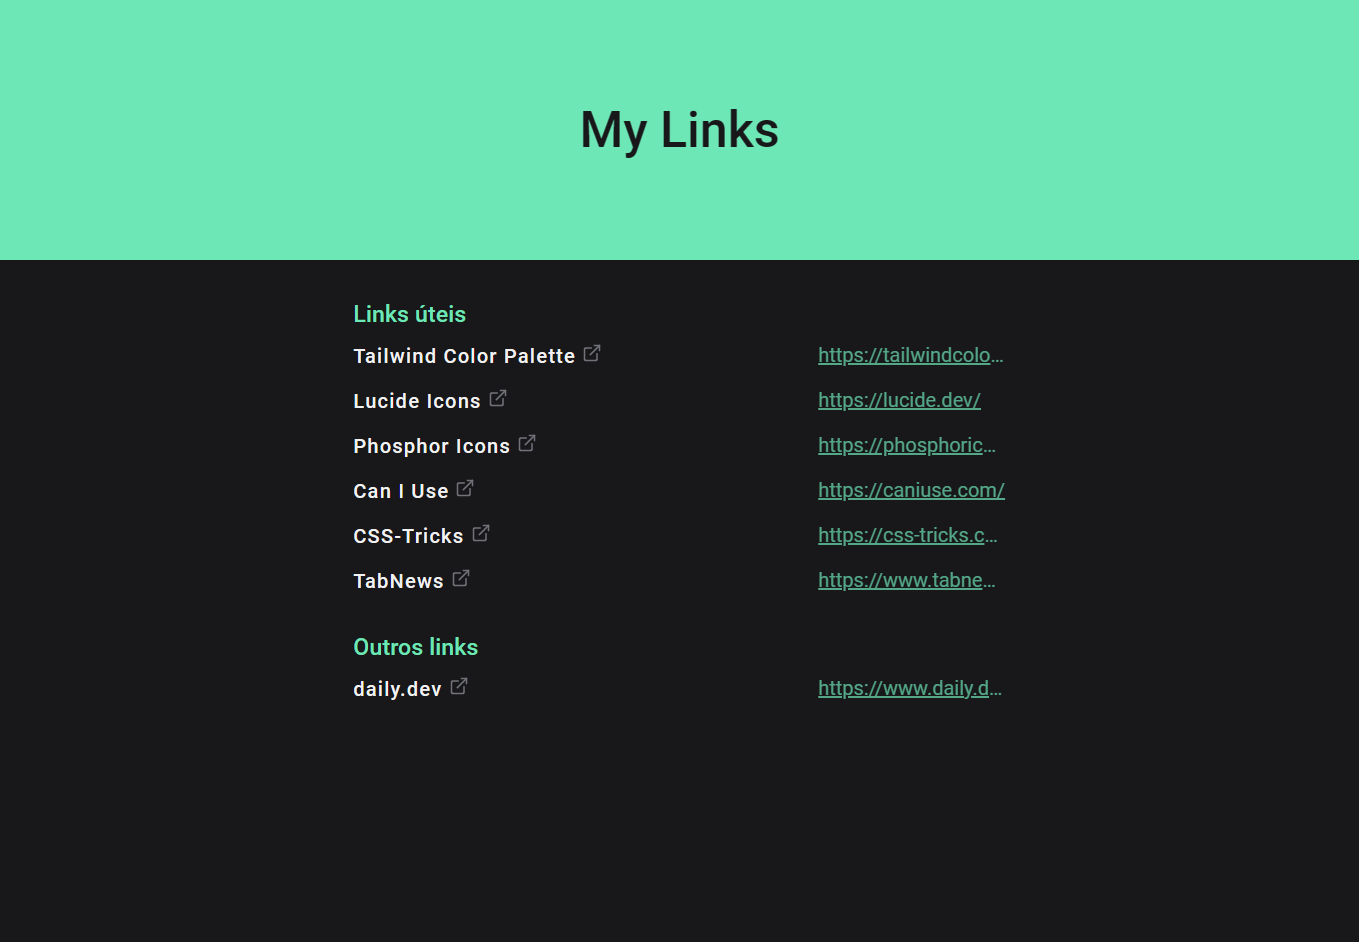 My Links
Links úteis
Tailwind Color Palette https://tailwindcolo...
Lucide Icons https://lucide.dev/
Phosphor Icons https://phosphoric...
Can I Use https://caniuse.com/
CSS-Tricks https://css-tricks.c...
TabNews https://www.tabne...
Outros links
daily.dev https://www.daily.d...